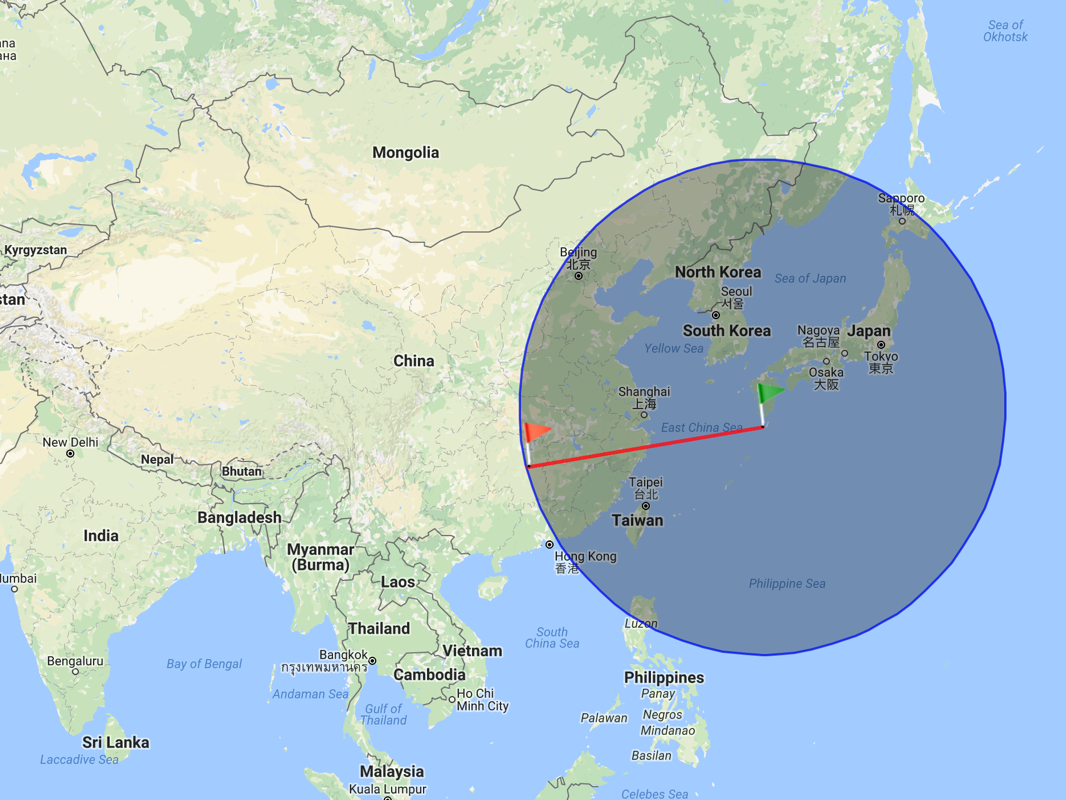 Sea of
Okhotsk
ana
ана
Mongolia
Sapporo
札幌
Kyrgyzstan
Beijing
北京
North Korea
Sea of Japan
stan
Seoul
서울
South Korea
Nagoya
名古屋
Japan
Yellow Sea
Tokyo
東京
China
Osaka
大阪
Shanghai
上海
East China Sea
New Delhi
Nepal
Bhutan
Taipei
台北
Bangladesh
Taiwan
India
Myanmar
(Burma)
Hong Kong
香港
Mumbai
Laos
Philippine Sea
Luzon
Thailand
South
China Sea
Vietnam
Bangkok
กรุงเทพมหานคร
Bengaluru
Bay of Bengal
Cambodia
Philippines
Andaman Sea
Ho Chi
Minh City
Panay
Gulf of
Thailand
Palawan
Negros
Mindanao
Sri Lanka
Basilan
Laccadive Sea
Malaysia
Kuala Lumpur
Celebes Sea